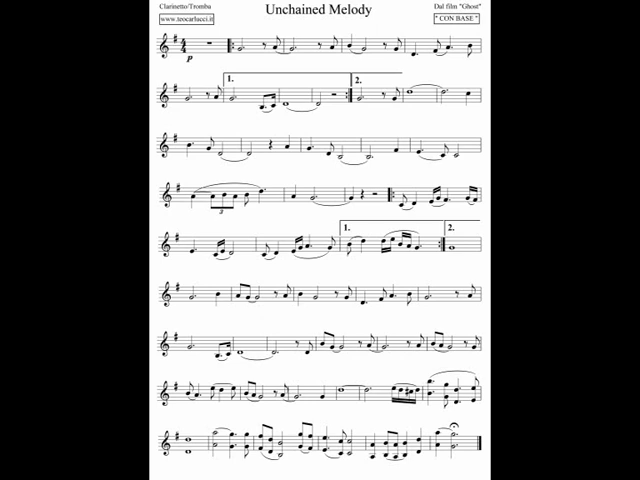 Clarinetto/Tromba
www.teocarlucci.it
Unchained Melody
Dal film "Ghost"
" CON BASE "
p
1.
2.
3
1.
2.